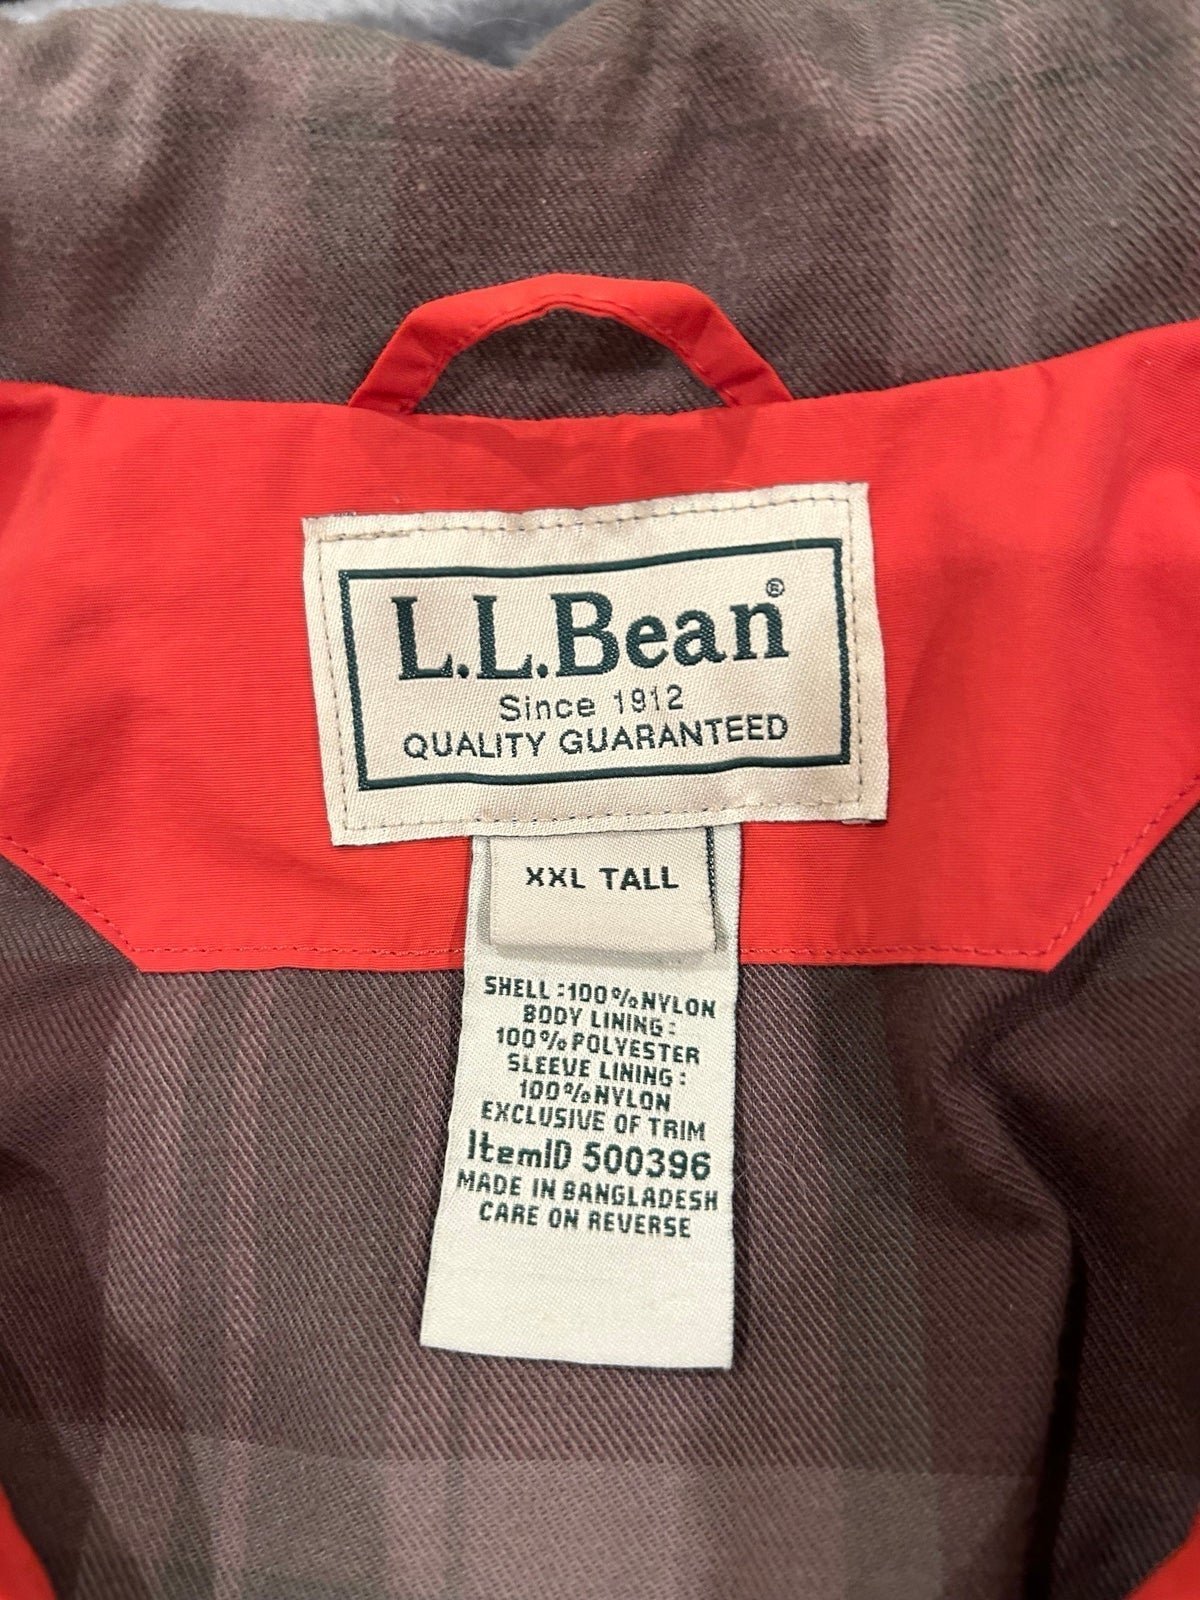 L.L.Bean®
Since 1912
QUALITY GUARANTEED
XXL TALL
SHELL:100%NYLON
BODY LINING:
100%POLYESTER
SLEEVE LINING:
100%NYLON
EXCLUSIVE OF TRIM
ItemID 500396
MADE IN BANGLADESH
CARE ON REVERSE